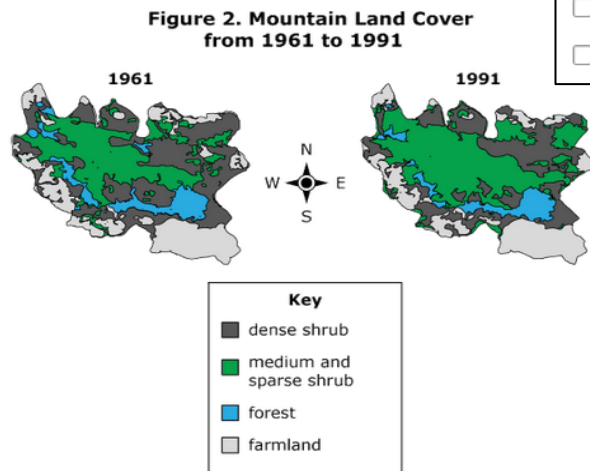 Figure 2. Mountain Land Cover
from 1961 to 1991
1961
1991
N
W E
S
Key
dense shrub
medium and
sparse shrub
forest
farmland